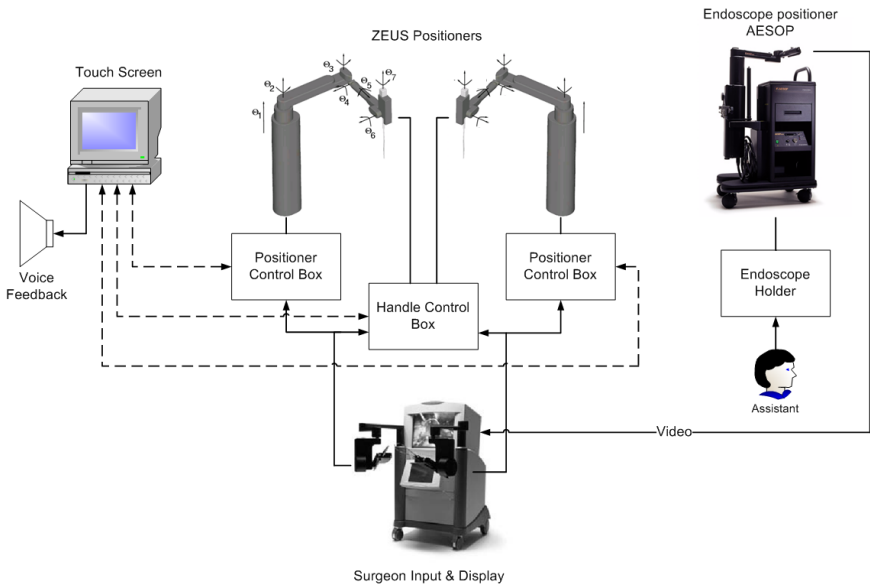 Endoscope positioner
AESOP
ZEUS Positioners
Touch Screen
Θ1
Θ2
Θ3
Θ4
Θ5
Θ6
Θ7
Voice
Feedback
Positioner
Control Box
Handle Control
Box
Positioner
Control Box
Endoscope
Holder
Assistant
Video
Surgeon Input & Display